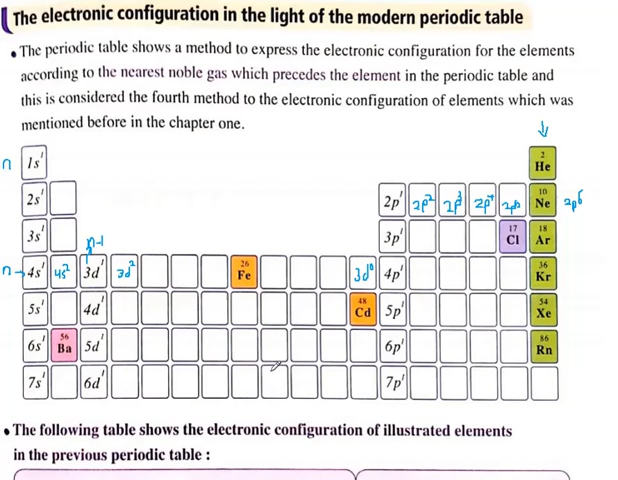 The electronic configuration in the light of the modern periodic table
• The periodic table shows a method to express the electronic configuration for the elements
according to the nearest noble gas which precedes the element in the periodic table and
this is considered the fourth method to the electronic configuration of elements which was
mentioned before in the chapter one.
n 1s¹ 2 He
2s¹ 2p¹ 2p² 2p³ 2p⁴ 10 Ne 2p⁶
3s¹ n-1 3p¹ 17 Cl 18 Ar
n → 4s¹ 4s² 3d¹ 3d² 26 Fe 3d¹⁰ 4p¹ 36 Kr
5s¹ 4d¹ 48 Cd 5p¹ 54 Xe
6s¹ 56 Ba 5d¹ 6p¹ 86 Rn
7s¹ 6d¹ 7p¹
• The following table shows the electronic configuration of illustrated elements
in the previous periodic table :